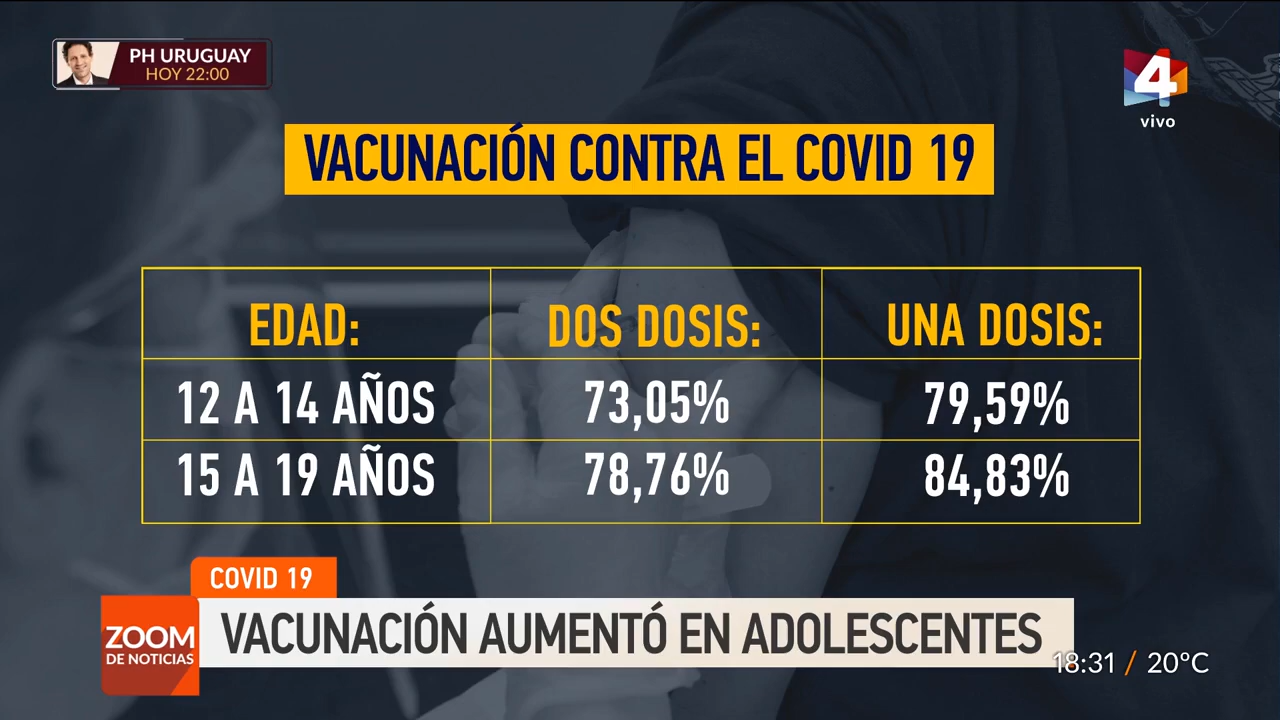 PH URUGUAY
HOY 22:00
4
vivo
VACUNACIÓN CONTRA EL COVID 19
EDAD: DOS DOSIS: UNA DOSIS:
12 A 14 AÑOS 73,05% 79,59%
15 A 19 AÑOS 78,76% 84,83%
COVID 19
ZOOM
DE NOTICIAS
VACUNACIÓN AUMENTÓ EN ADOLESCENTES
18:31 / 20°C